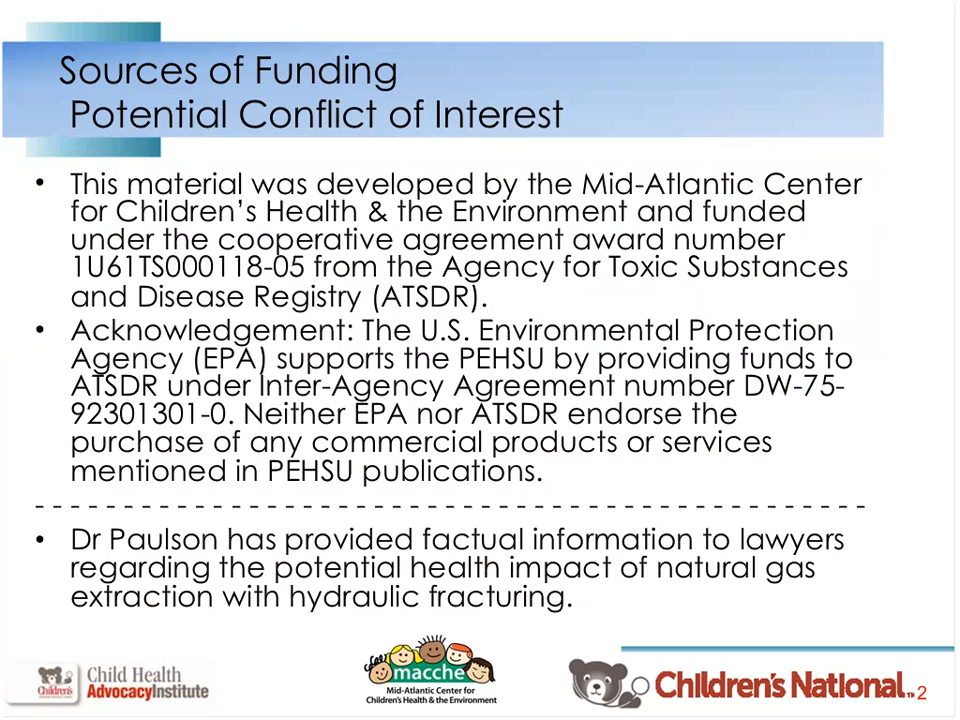 Sources of Funding
Potential Conflict of Interest
• This material was developed by the Mid-Atlantic Center
for Children’s Health & the Environment and funded
under the cooperative agreement award number
1U61TS000118-05 from the Agency for Toxic Substances
and Disease Registry (ATSDR).
• Acknowledgement: The U.S. Environmental Protection
Agency (EPA) supports the PEHSU by providing funds to
ATSDR under Inter-Agency Agreement number DW-75-
92301301-0. Neither EPA nor ATSDR endorse the
purchase of any commercial products or services
mentioned in PEHSU publications.
- - - - - - - - - - - - - - - - - - - - - - - - - - - - - - - - - - - - - - - - - - - - - - -
• Dr Paulson has provided factual information to lawyers
regarding the potential health impact of natural gas
extraction with hydraulic fracturing.
Children's
Child Health
AdvocacyInstitute
macche
Mid-Atlantic Center for
Children's Health & the Environment
Children's National™
2